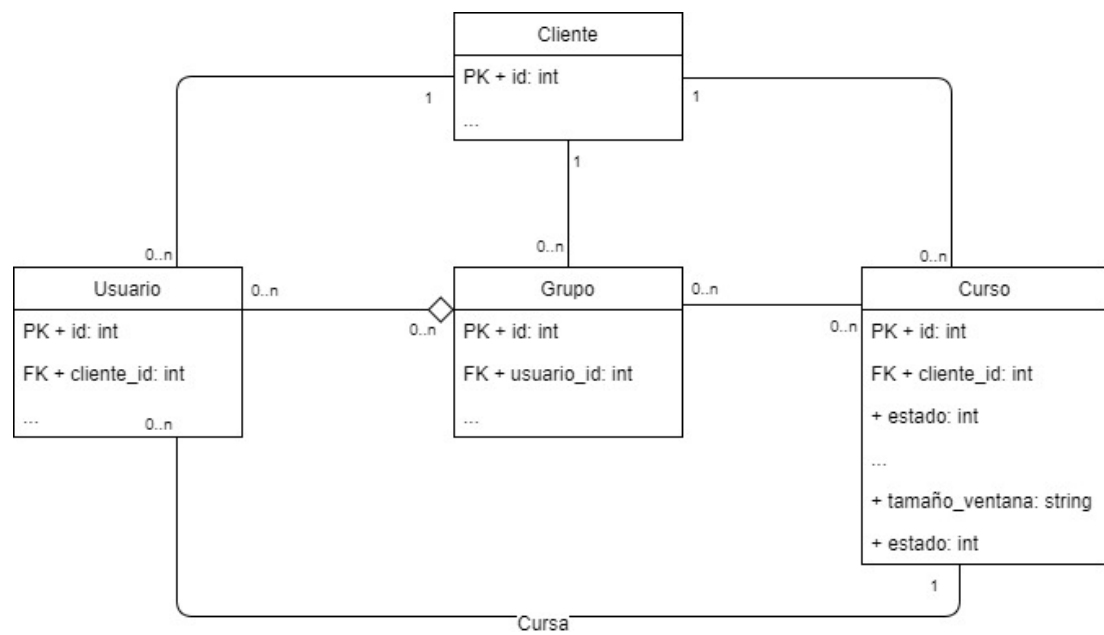 Cliente
PK + id: int
...
1
1
1
0..n
0..n
0..n
Usuario
PK + id: int
FK + cliente_id: int
...
0..n
0..n
0..n
Grupo
PK + id: int
FK + usuario_id: int
...
0..n
0..n
Curso
PK + id: int
FK + cliente_id: int
+ estado: int
...
+ tamaño_ventana: string
+ estado: int
1
Cursa